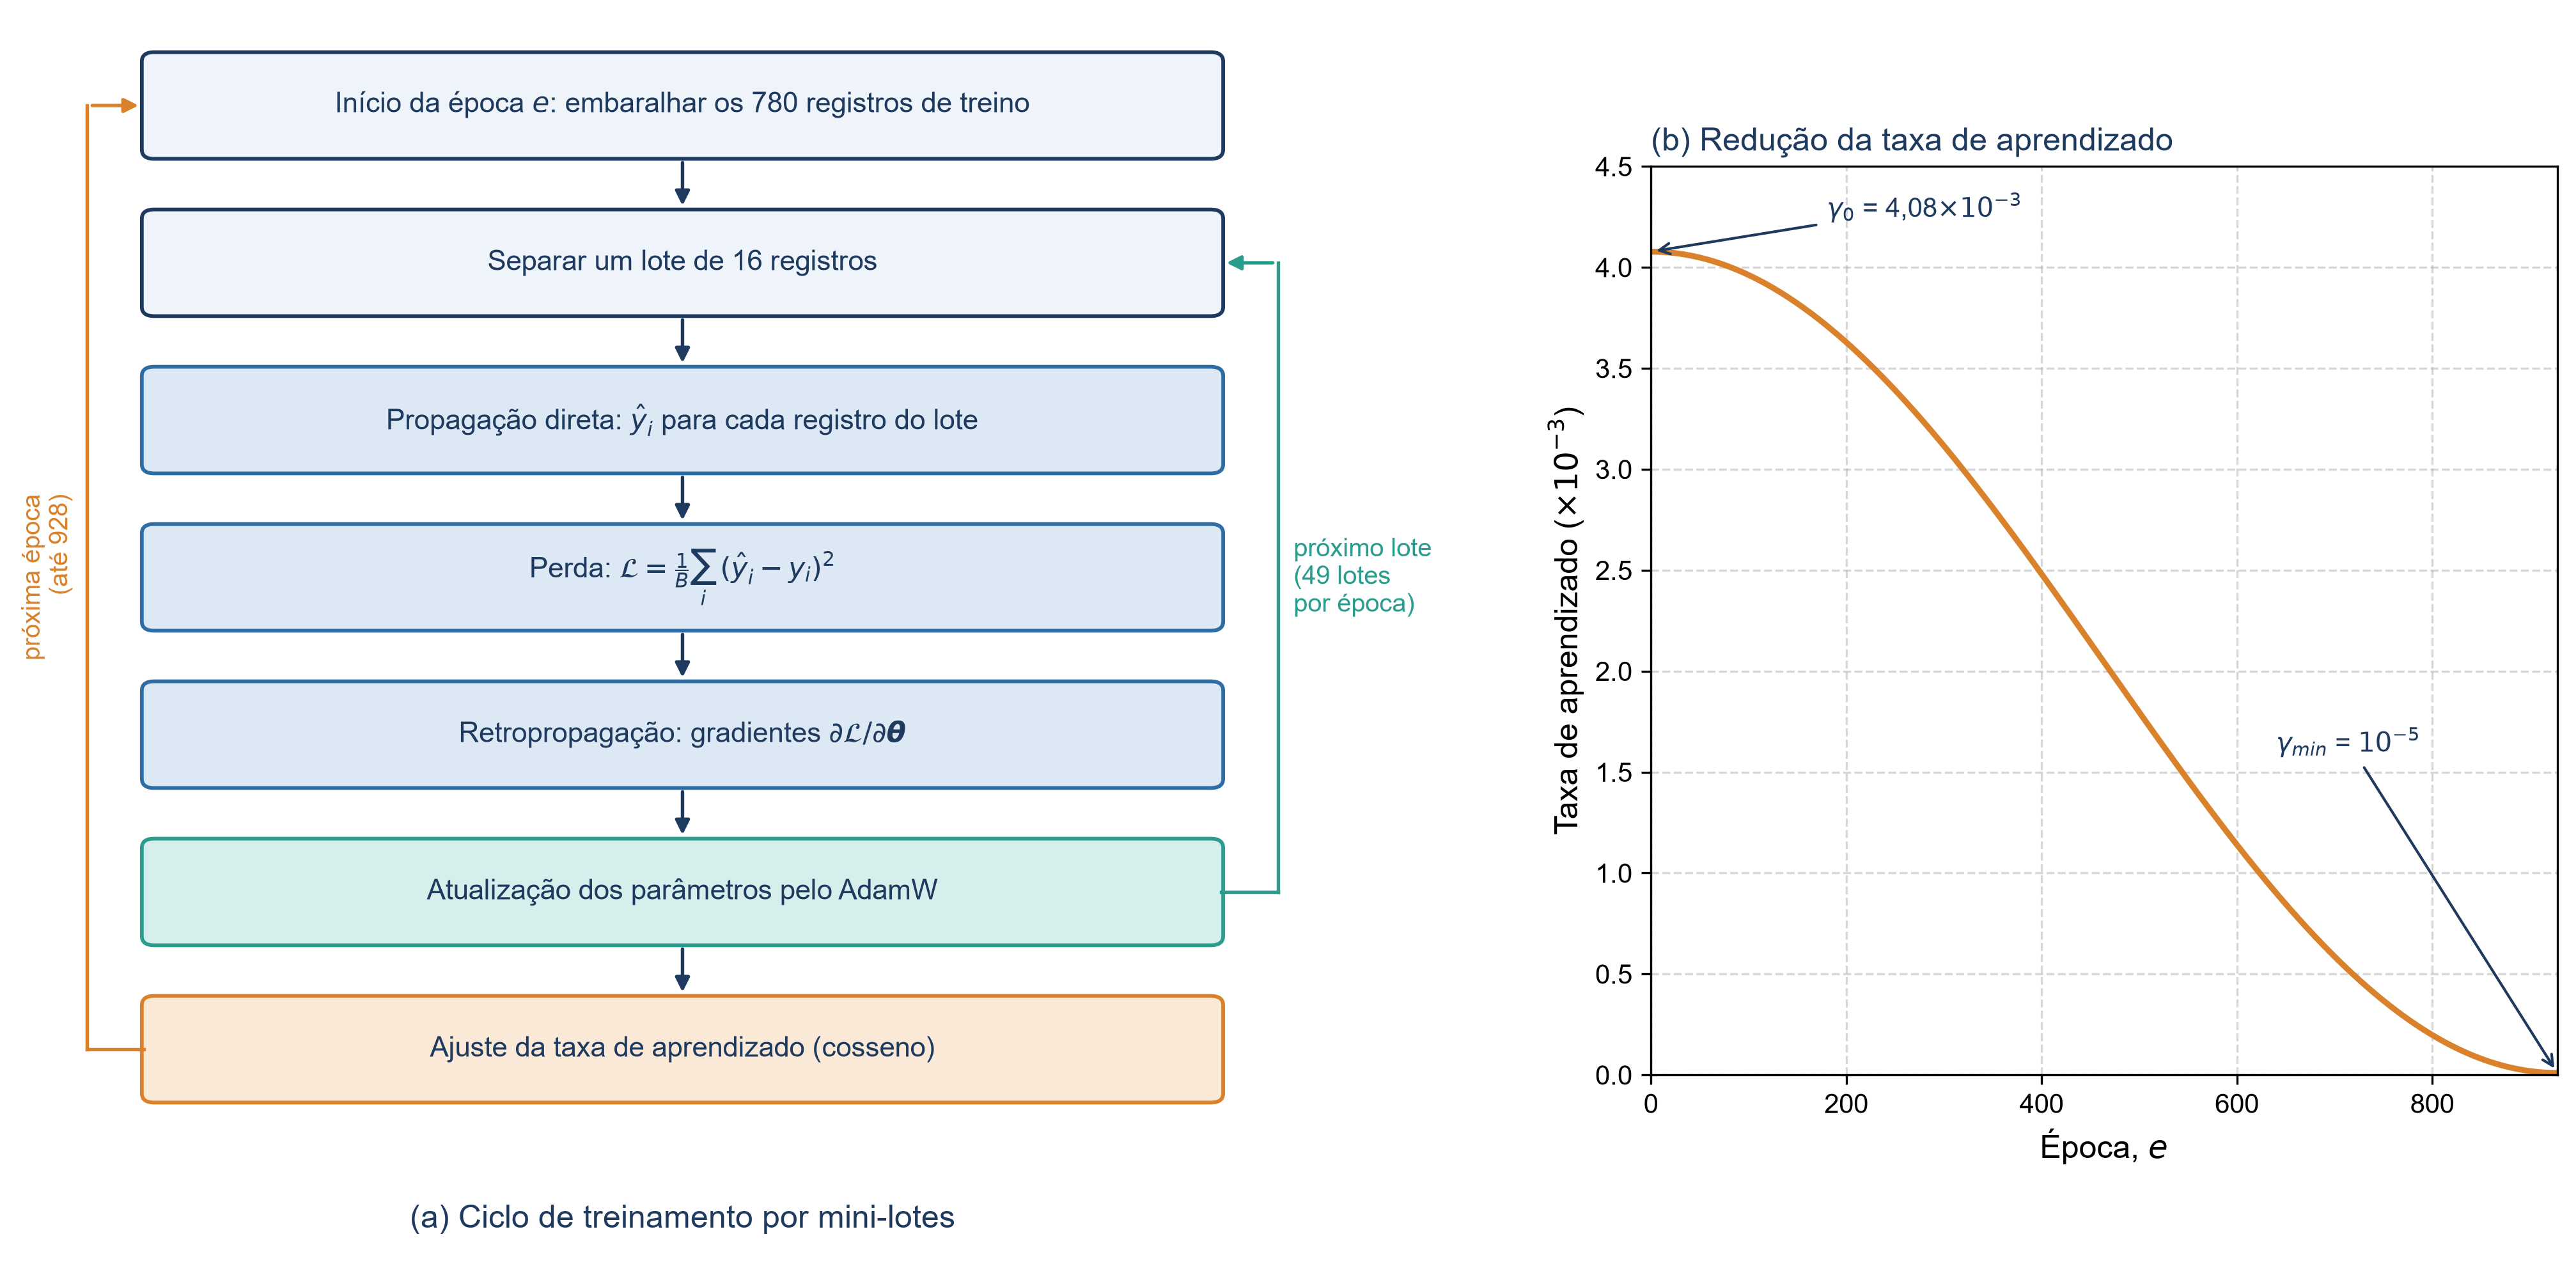 Início da época e: embaralhar os 780 registros de treino
Separar um lote de 16 registros
Propagação direta: ŷ_i para cada registro do lote
Perda: ℒ = 1/B ∑_i (ŷ_i − y_i)²
Retropropagação: gradientes ∂ℒ/∂𝜽
Atualização dos parâmetros pelo AdamW
Ajuste da taxa de aprendizado (cosseno)
próxima época
(até 928)
próximo lote
(49 lotes
por época)
(a) Ciclo de treinamento por mini-lotes
(b) Redução da taxa de aprendizado
Taxa de aprendizado (×10⁻³)
4.5
4.0
3.5
3.0
2.5
2.0
1.5
1.0
0.5
0.0
γ₀ = 4,08×10⁻³
γ_min = 10⁻⁵
0 200 400 600 800
Época, e